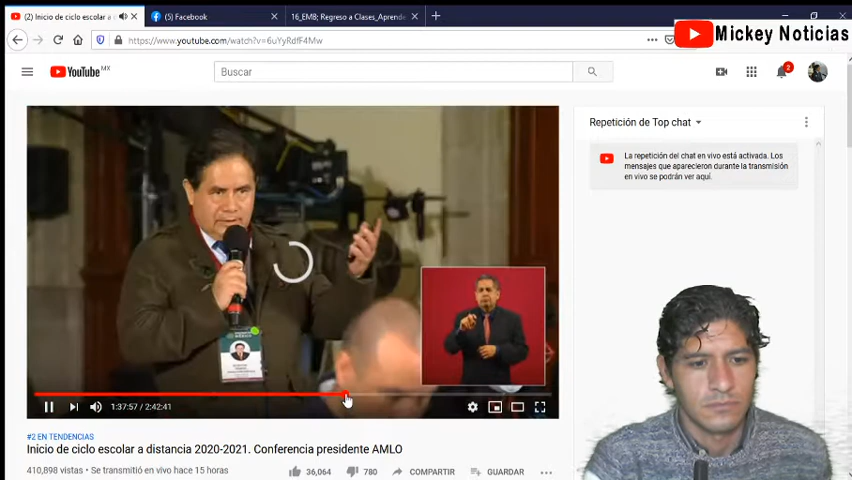 (2) Inicio de ciclo escolar a
(5) Facebook
16_EMB; Regreso a Clases_Aprende
https://www.youtube.com/watch?v=6uYyRdfF4Mw
Mickey Noticias
YouTube MX
Buscar
2
Repetición de Top chat
La repetición del chat en vivo está activada. Los
mensajes que aparecieron durante la transmisión
en vivo se podrán ver aquí.
1:37:57 / 2:42:41
#2 EN TENDENCIAS
Inicio de ciclo escolar a distancia 2020-2021. Conferencia presidente AMLO
410,898 vistas • Se transmitió en vivo hace 15 horas
36,064
780
COMPARTIR
GUARDAR